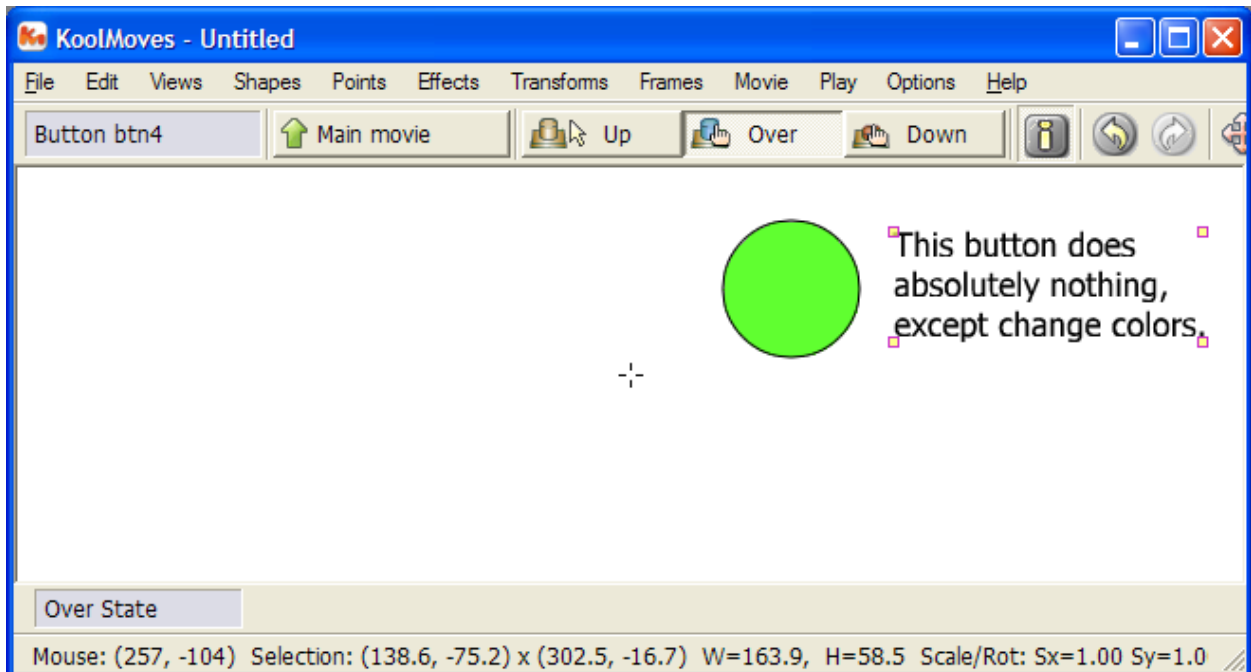 KoolMoves - Untitled
File Edit Views Shapes Points Effects Transforms Frames Movie Play Options Help
Button btn4 Main movie Up Over Down
This button does
absolutely nothing,
except change colors.
Over State
Mouse: (257, -104) Selection: (138.6, -75.2) x (302.5, -16.7) W=163.9, H=58.5 Scale/Rot: Sx=1.00 Sy=1.0